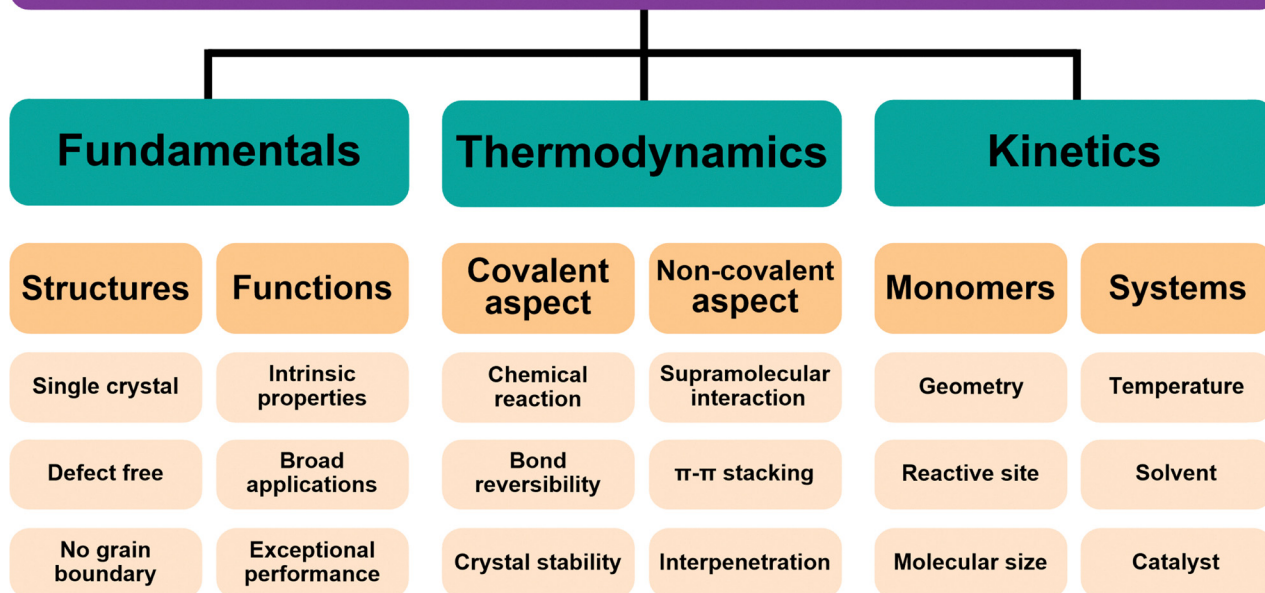 Fundamentals
Thermodynamics
Kinetics
Structures
Functions
Covalent
aspect
Non-covalent
aspect
Monomers
Systems
Single crystal
Intrinsic
properties
Chemical
reaction
Supramolecular
interaction
Geometry
Temperature
Defect free
Broad
applications
Bond
reversibility
π-π stacking
Reactive site
Solvent
No grain
boundary
Exceptional
performance
Crystal stability
Interpenetration
Molecular size
Catalyst